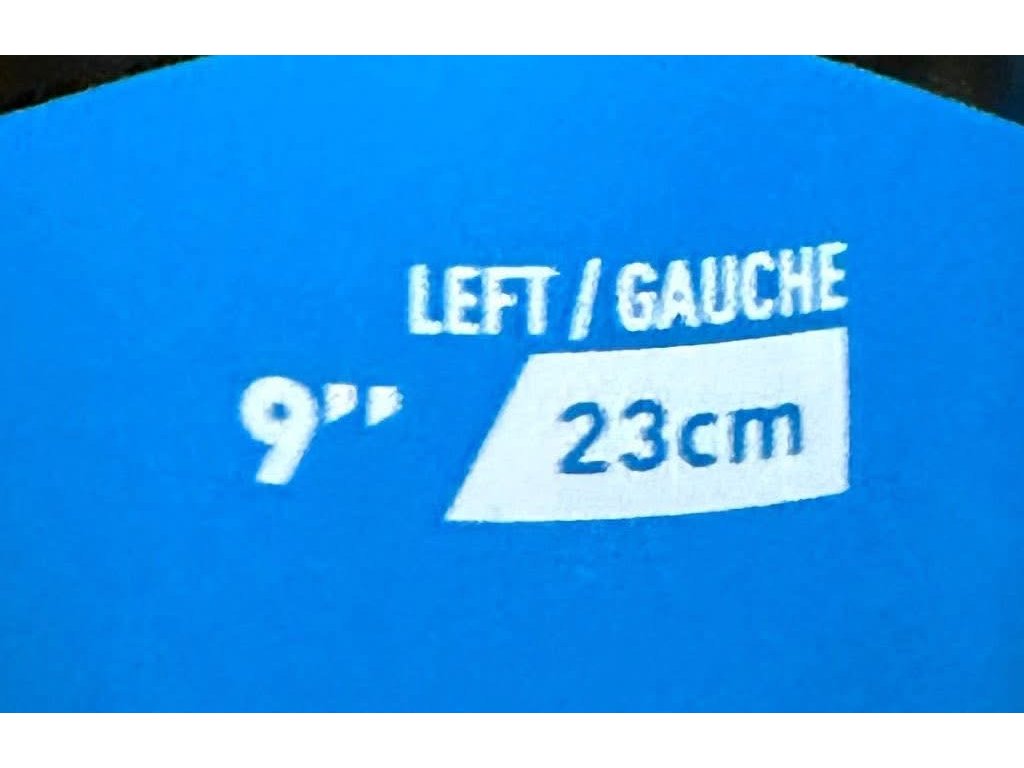 LEFT / GAUCHE
9” 23cm